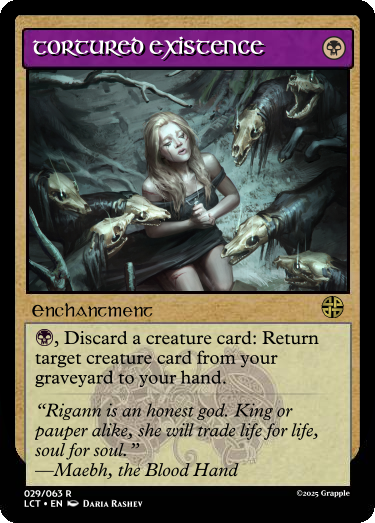 Tortured Existence
Enchantment
, Discard a creature card: Return
target creature card from your
graveyard to your hand.
“Rigann is an honest god. King or
pauper alike, she will trade life for life,
soul for soul.”
—Maebh, the Blood Hand
029/063 R
LCT • EN Daria Rashev
©2025 Grapple